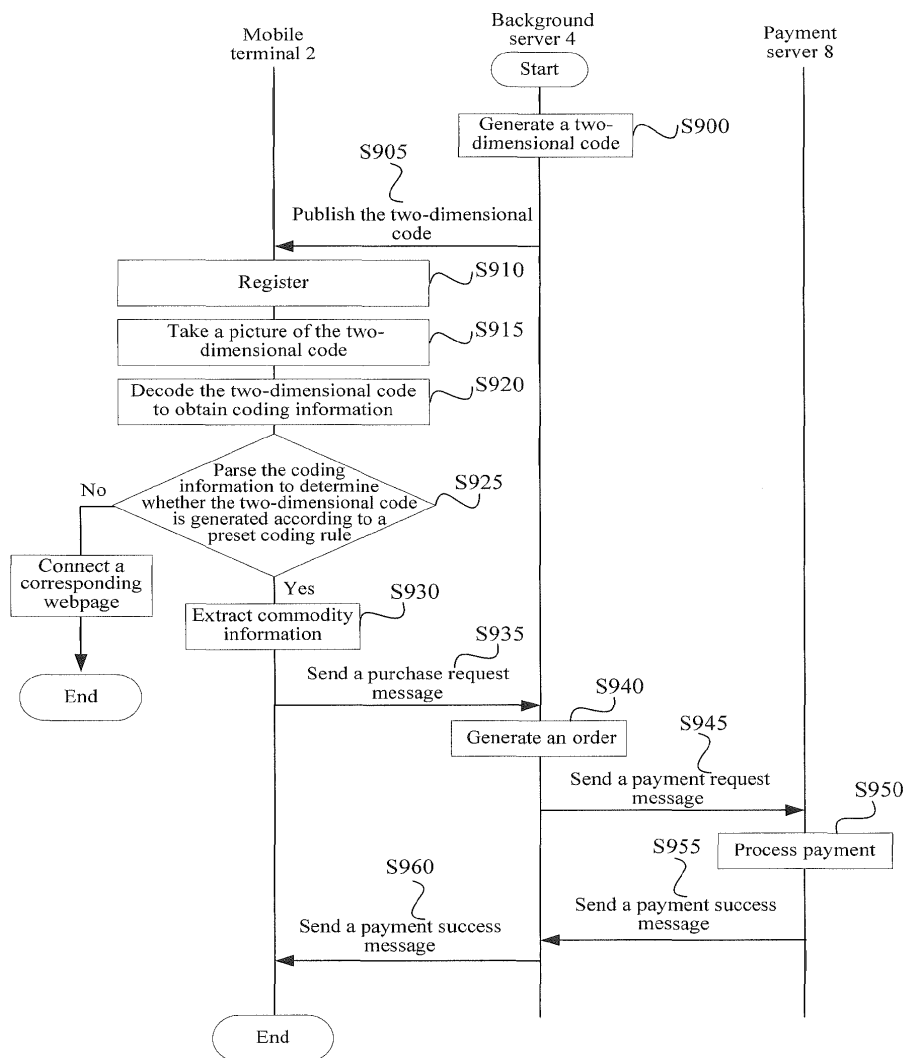 Mobile
terminal 2
Background
server 4
Payment
server 8
Start
Generate a two-
dimensional code
S900
S905
Publish the two-dimensional
code
Register
S910
Take a picture of the two-
dimensional code
S915
Decode the two-dimensional code
to obtain coding information
S920
Parse the coding
information to determine
whether the two-dimensional code
is generated according to a
preset coding rule
S925
No
Connect a
corresponding
webpage
End
Yes
Extract commodity
information
S930
S935
Send a purchase request
message
S940
Generate an order
S945
Send a payment request
message
S950
Process payment
S955
Send a payment success
message
S960
Send a payment success
message
End